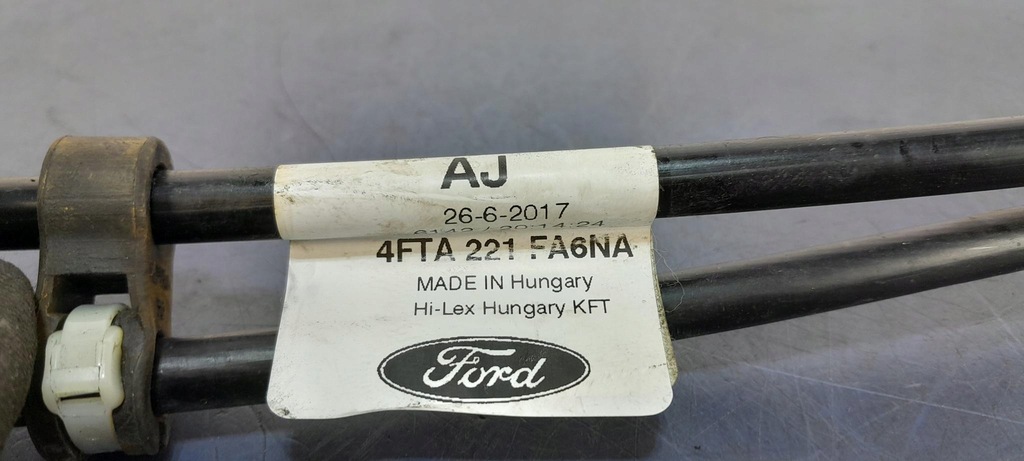 AJ
26-6-2017
4FTA 221 FA6NA
MADE IN Hungary
Hi-Lex Hungary KFT
Ford